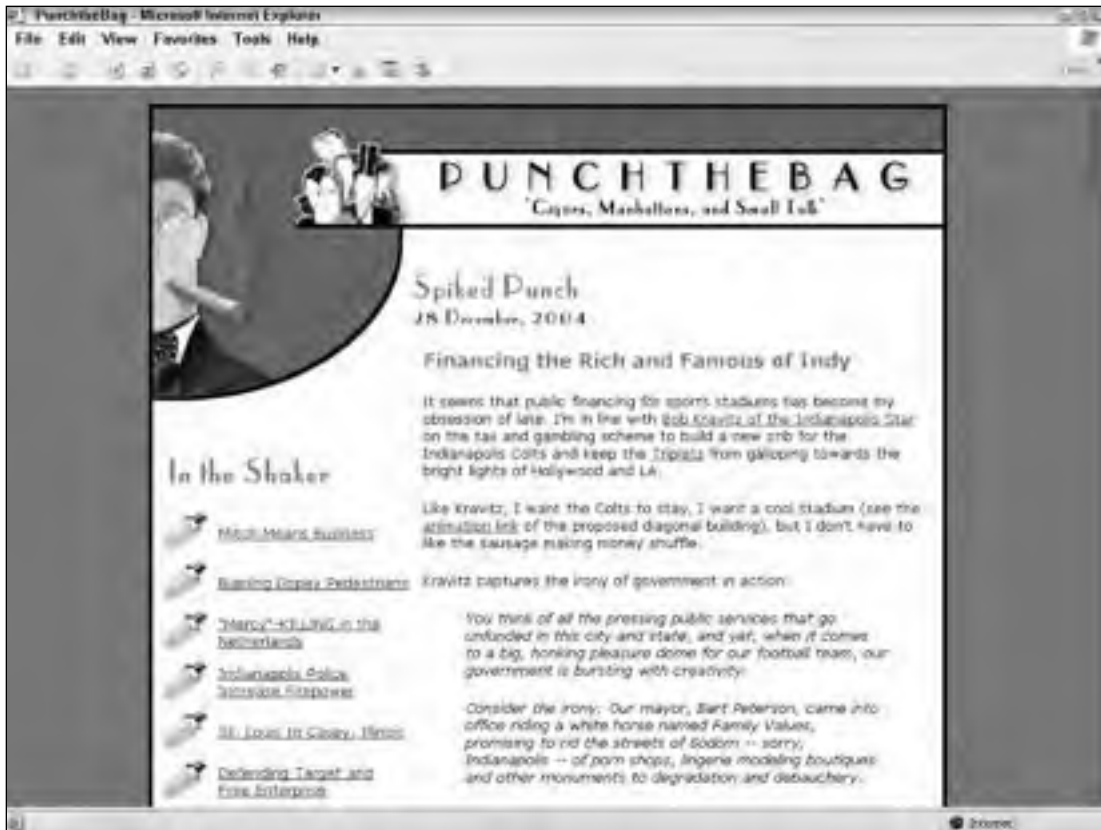 PunchtheBag - Microsoft Internet Explorer
File Edit View Favorites Tools Help
PUNCHTHEBAG
"Cigars, Manhattans, and Small Talk"
Spiked Punch
28 December, 2004
Financing the Rich and Famous of Indy
It seems that public financing for sports stadiums has become my
obsession of late. I'm in line with Bob Kravitz of the Indianapolis Star
on the tax and gambling scheme to build a new crib for the
Indianapolis Colts and keep the Triplets from galloping towards the
bright lights of Hollywood and LA.
Like Kravitz, I want the Colts to stay, I want a cool stadium (see the
animation link of the proposed diagonal building), but I don't have to
like the sausage making money shuffle.
Kravitz captures the irony of government in action:
You think of all the pressing public services that go
unfunded in this city and state, and yet, when it comes
to a big, honking pleasure dome for our football team, our
government is bursting with creativity.
Consider the irony: Our mayor, Bart Peterson, came into
office riding a white horse named Family Values,
promising to rid the streets of Sodom -- sorry,
Indianapolis -- of porn shops, lingerie modeling boutiques
and other monuments to degradation and debauchery.
In the Shaker
Mitch Means Business
Dopey Pedestrians
"Mercy"-KILLING in the
Netherlands
Indianapolis Police
Increase Firepower
St. Louis to Casey, Illinois
Defending Target and
Free Enterprise
Internet